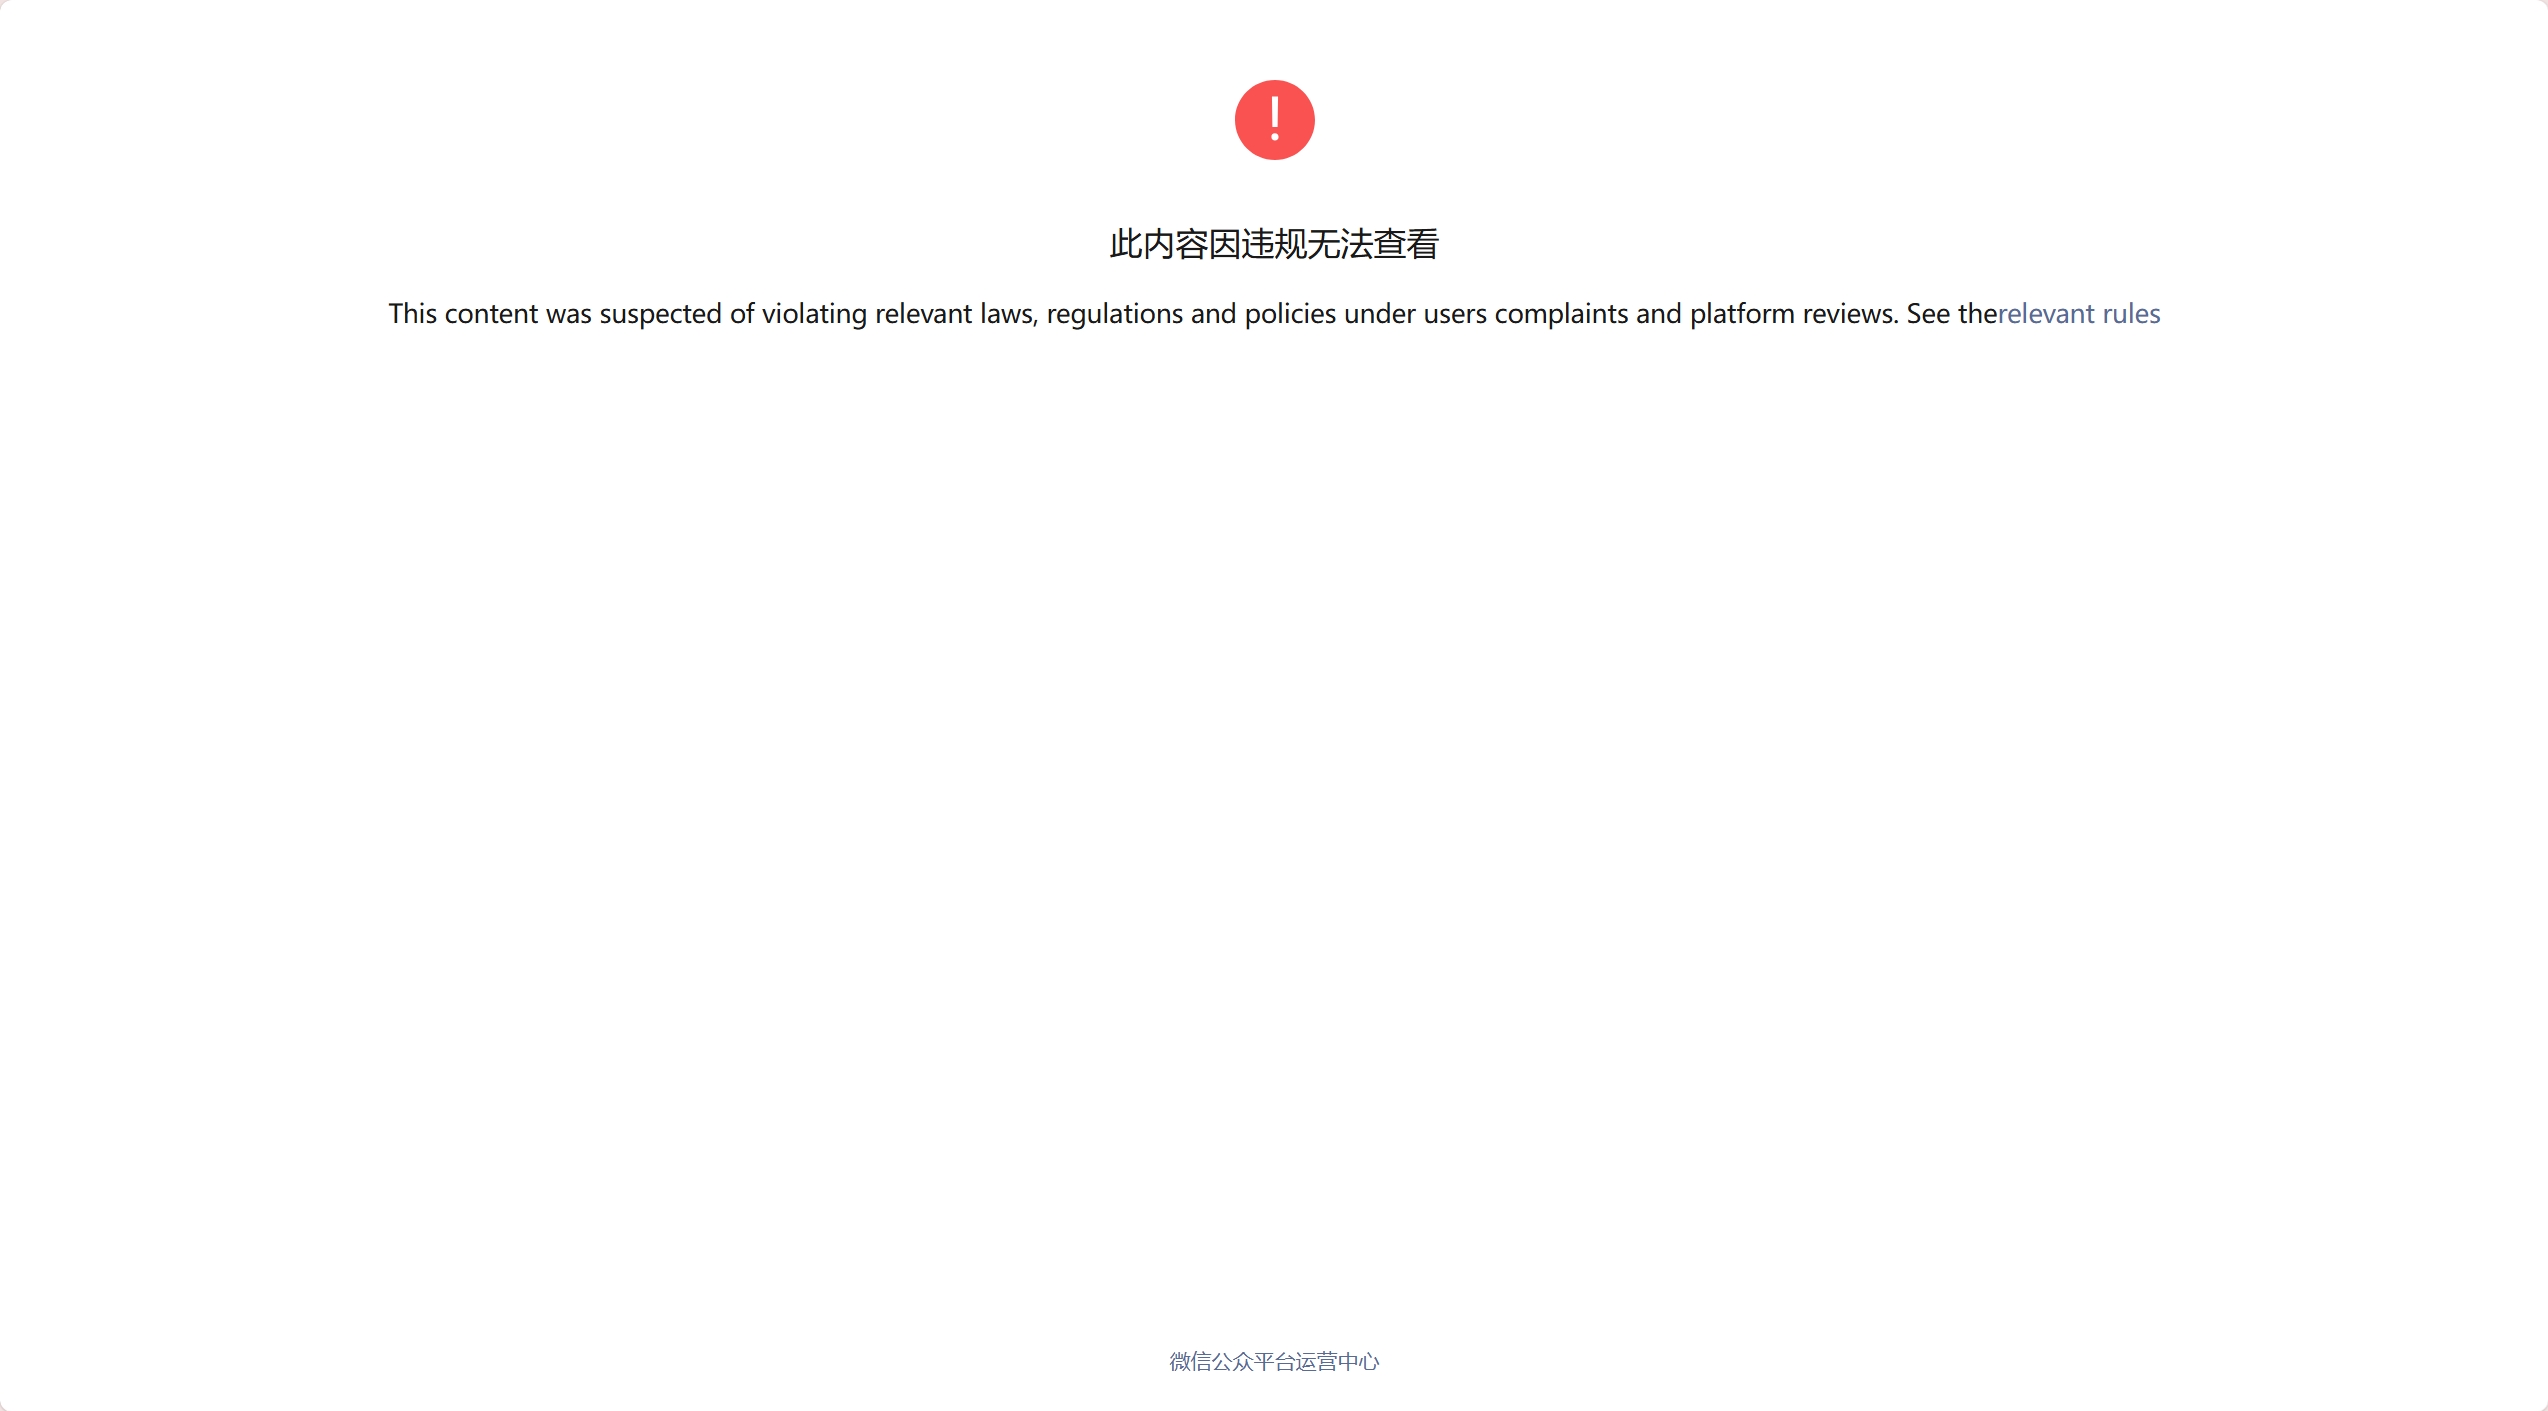 此内容因违规无法查看
This content was suspected of violating relevant laws, regulations and policies under users complaints and platform reviews. See therelevant rules
微信公众平台运营中心